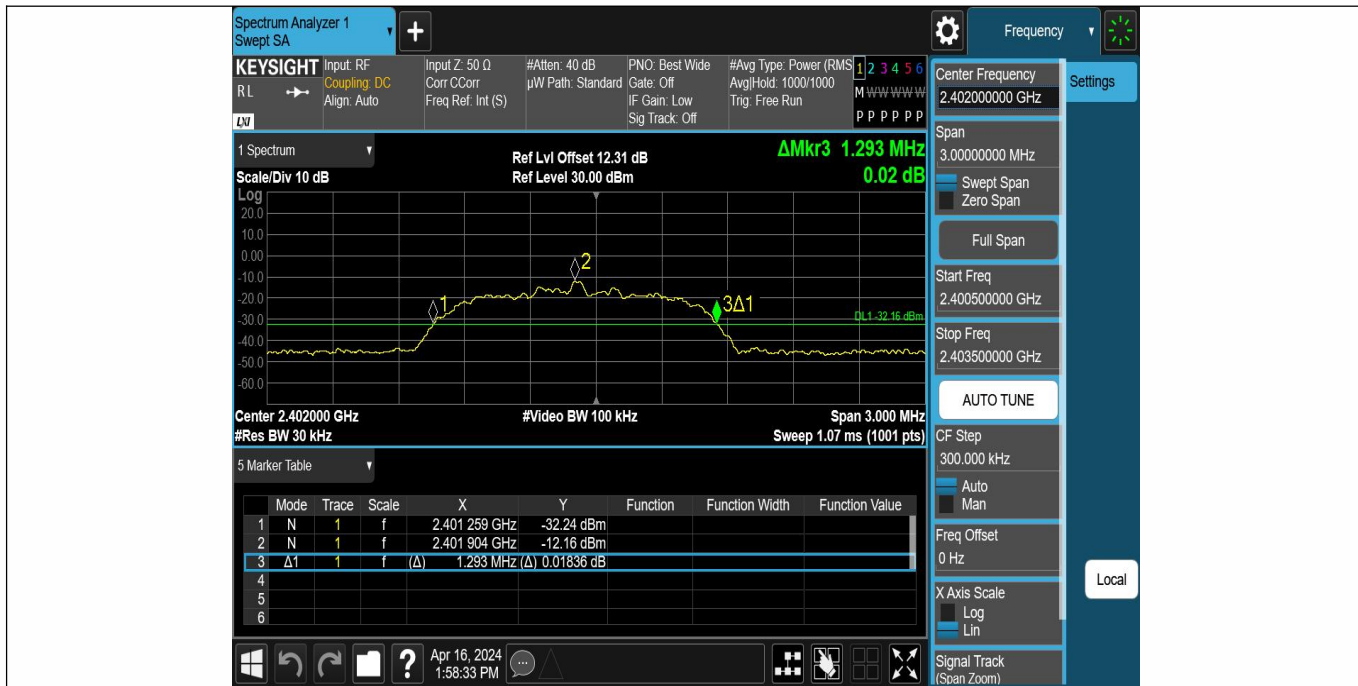 Spectrum Analyzer 1
Swept SA
Frequency
KEYSIGHT
RL
LXI
Input: RF
Coupling: DC
Align: Auto
Input Z: 50 Ω
Corr CCorr
Freq Ref: Int (S)
#Atten: 40 dB
µW Path: Standard
PNO: Best Wide
Gate: Off
IF Gain: Low
Sig Track: Off
#Avg Type: Power (RMS
Avg|Hold: 1000/1000
Trig: Free Run
1 2 3 4 5 6
M W W W W W
P P P P P P
1 Spectrum
Scale/Div 10 dB
Ref Lvl Offset 12.31 dB
Ref Level 30.00 dBm
ΔMkr3 1.293 MHz
0.02 dB
Log
20.0
10.0
0.00
-10.0
-20.0
-30.0
-40.0
-50.0
-60.0
1
2
3Δ1
DL1 -32.16 dBm
Center 2.402000 GHz
#Video BW 100 kHz
Span 3.000 MHz
#Res BW 30 kHz
Sweep 1.07 ms (1001 pts)
5 Marker Table
Mode Trace Scale X Y Function Function Width Function Value
1 N 1 f 2.401 259 GHz -32.24 dBm
2 N 1 f 2.401 904 GHz -12.16 dBm
3 Δ1 1 f (Δ) 1.293 MHz (Δ) 0.01836 dB
4
5
6
Apr 16, 2024
1:58:33 PM
Center Frequency
2.402000000 GHz
Settings
Span
3.00000000 MHz
Swept Span
Zero Span
Full Span
Start Freq
2.400500000 GHz
Stop Freq
2.403500000 GHz
AUTO TUNE
CF Step
300.000 kHz
Auto
Man
Freq Offset
0 Hz
X Axis Scale
Log
Lin
Signal Track
(Span Zoom)
Local